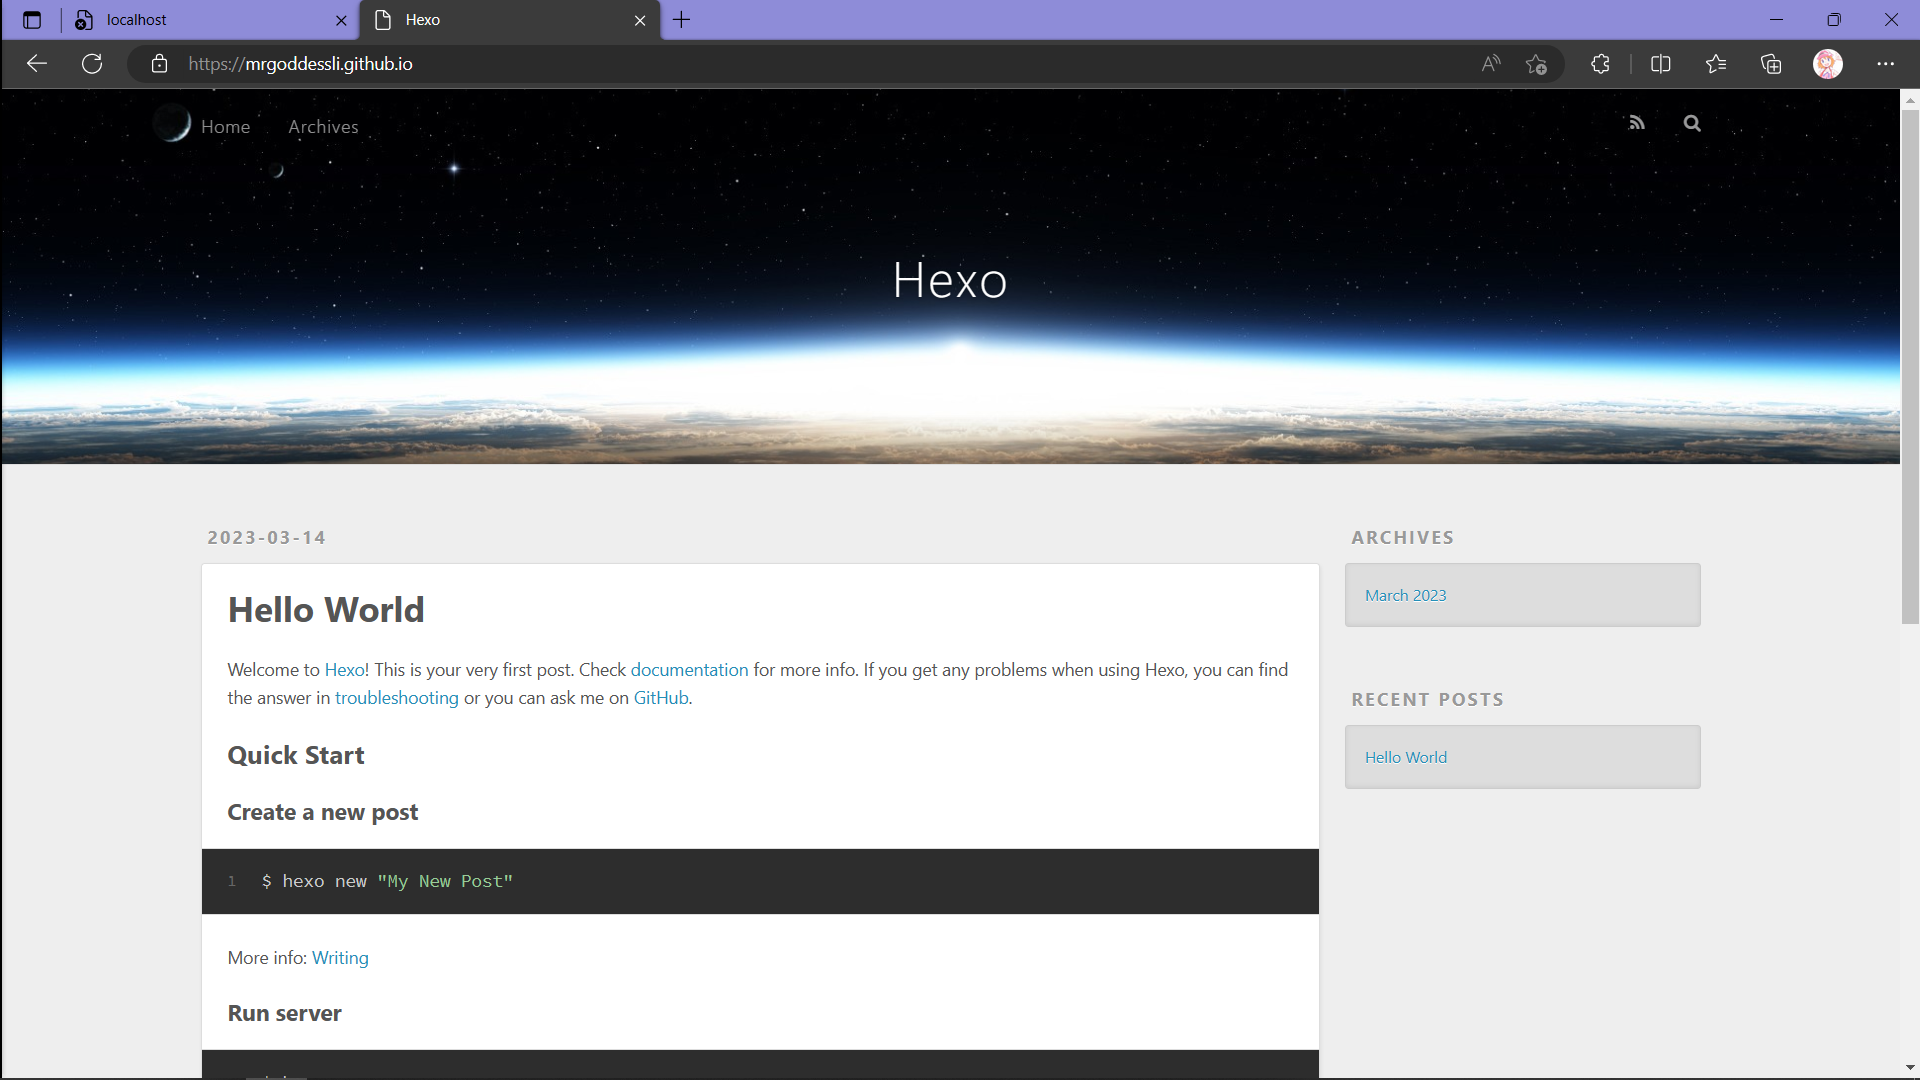 localhost
Hexo
https://mrgoddessli.github.io
Home
Archives
Hexo
2023-03-14
Hello World
Welcome to Hexo! This is your very first post. Check documentation for more info. If you get any problems when using Hexo, you can find
the answer in troubleshooting or you can ask me on GitHub.
Quick Start
Create a new post
1 $ hexo new "My New Post"
More info: Writing
Run server
ARCHIVES
March 2023
RECENT POSTS
Hello World